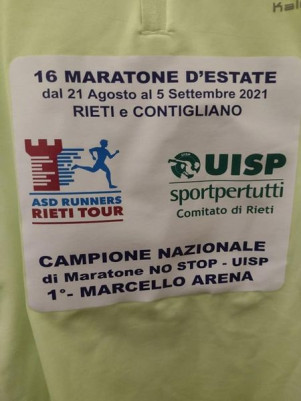 16 MARATONE D'ESTATE
dal 21 Agosto al 5 Settembre 2021
RIETI e CONTIGLIANO
ASD RUNNERS
RIETI TOUR
UISP
sportpertutti
Comitato di Rieti
CAMPIONE NAZIONALE
di Maratone NO STOP - UISP
1°- MARCELLO ARENA